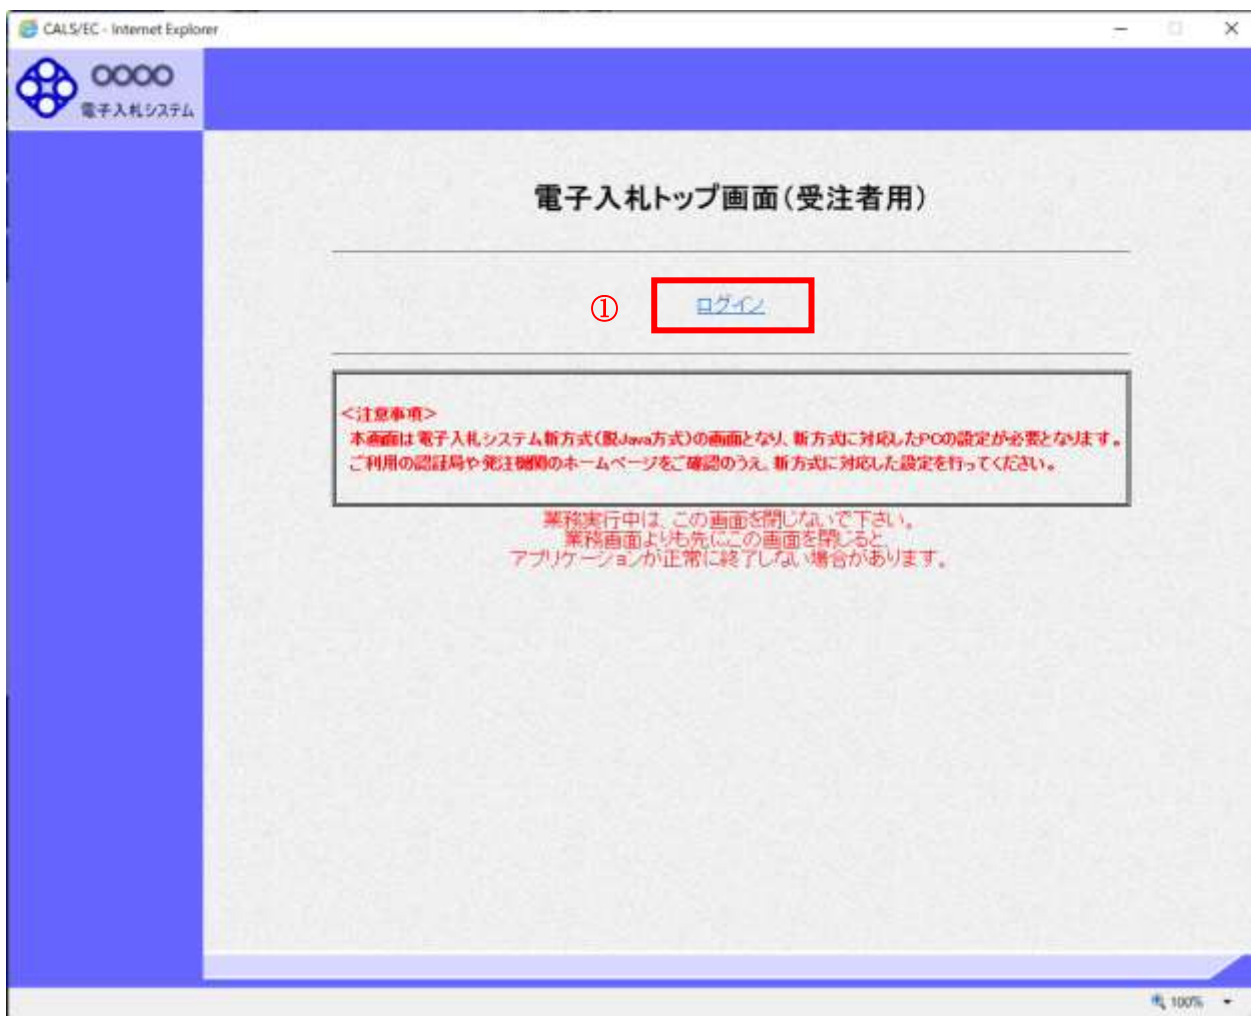 CALS/EC - Internet Explorer
○○○○
電子入札システム
電子入札トップ画面(受注者用)
① ログイン
<注意事項>
本画面は電子入札システム新方式(脱Java方式)の画面となり、新方式に対応したPCの設定が必要となります。
ご利用の認証局や発注機関のホームページをご確認のうえ、新方式に対応した設定を行ってください。
業務実行中は、この画面を閉じないで下さい。
業務画面よりも先にこの画面を閉じると
アプリケーションが正常に終了しない場合があります。
100%